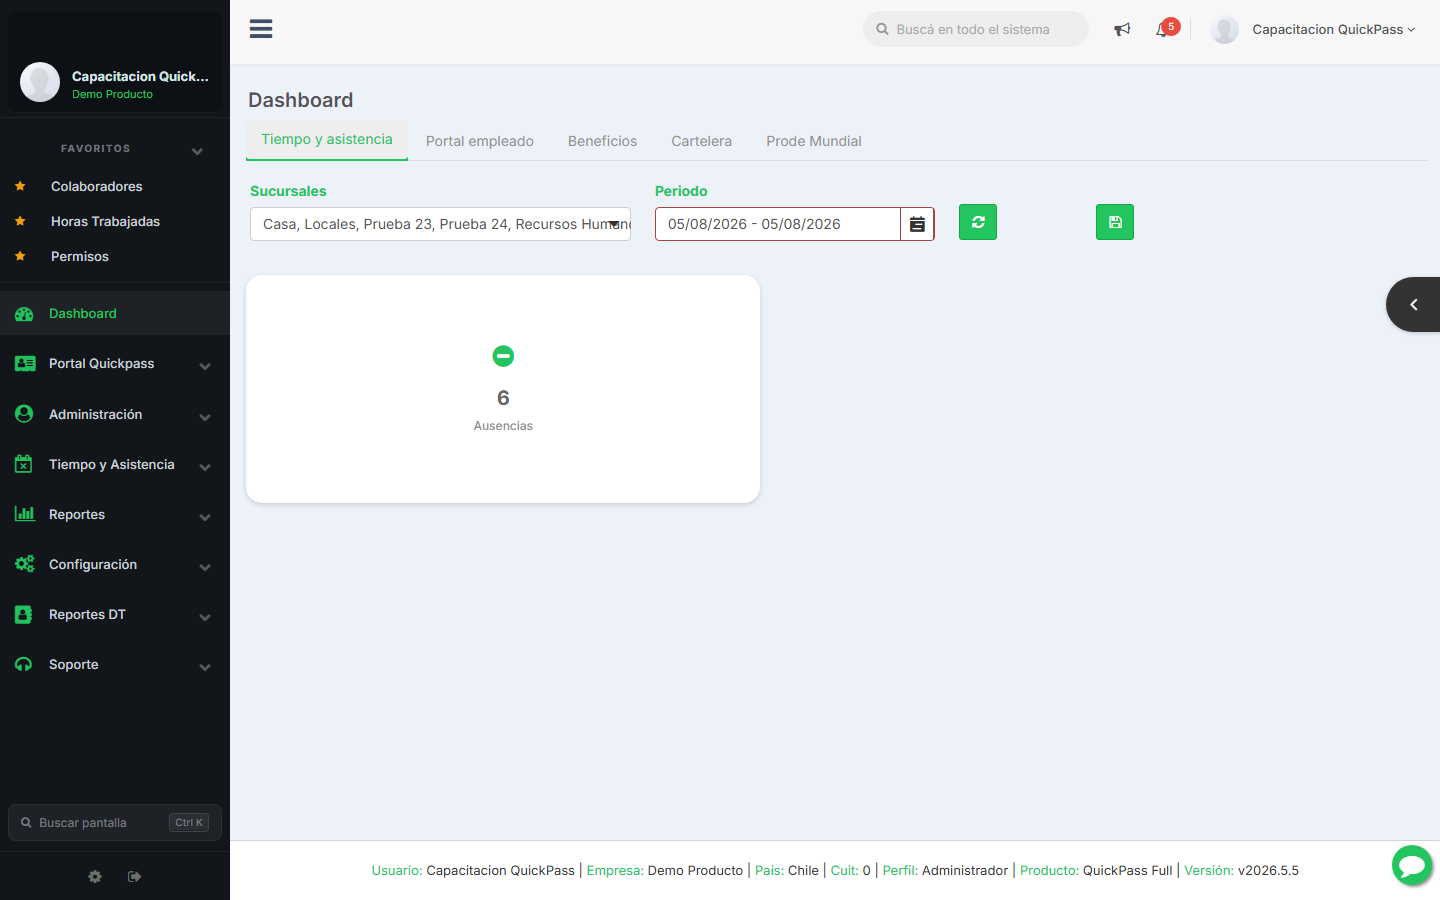 Capacitacion Quick...
Demo Producto
FAVORITOS
Colaboradores
Horas Trabajadas
Permisos
Dashboard
Portal Quickpass
Administración
Tiempo y Asistencia
Reportes
Configuración
Reportes DT
Soporte
Buscar pantalla
Ctrl K
Buscá en todo el sistema
5
Capacitacion QuickPass
Dashboard
Tiempo y asistencia
Portal empleado
Beneficios
Cartelera
Prode Mundial
Sucursales
Periodo
Casa, Locales, Prueba 23, Prueba 24, Recursos Humano
05/08/2026 - 05/08/2026
6
Ausencias
Usuario: Capacitacion QuickPass | Empresa: Demo Producto | País: Chile | Cuit: 0 | Perfil: Administrador | Producto: QuickPass Full | Versión: v2026.5.5